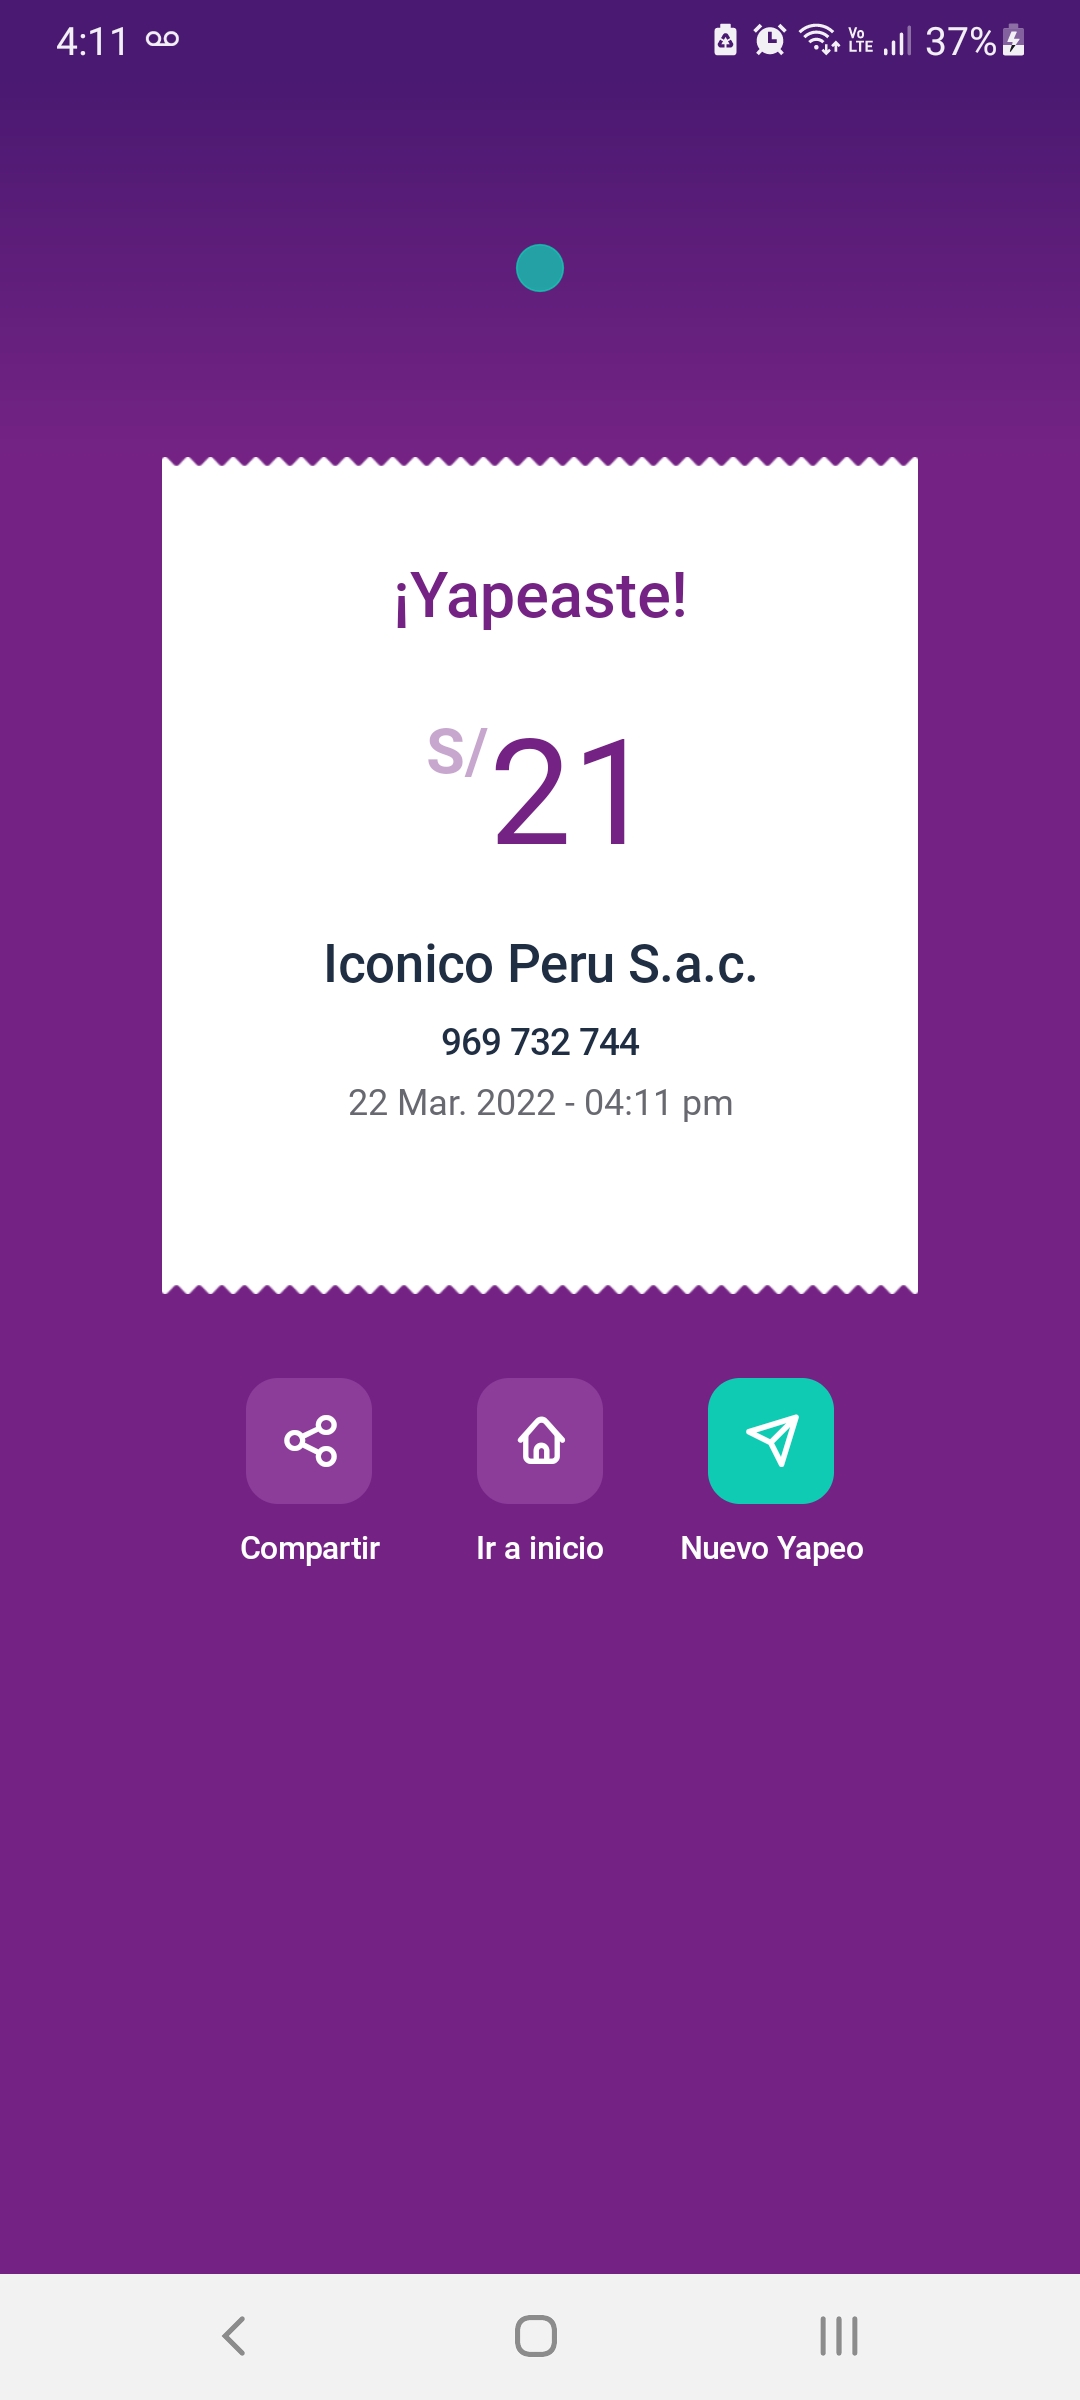 4:11
Vo
LTE
37%
¡Yapeaste!
S/21
Iconico Peru S.a.c.
969 732 744
22 Mar. 2022 - 04:11 pm
Compartir
Ir a inicio
Nuevo Yapeo